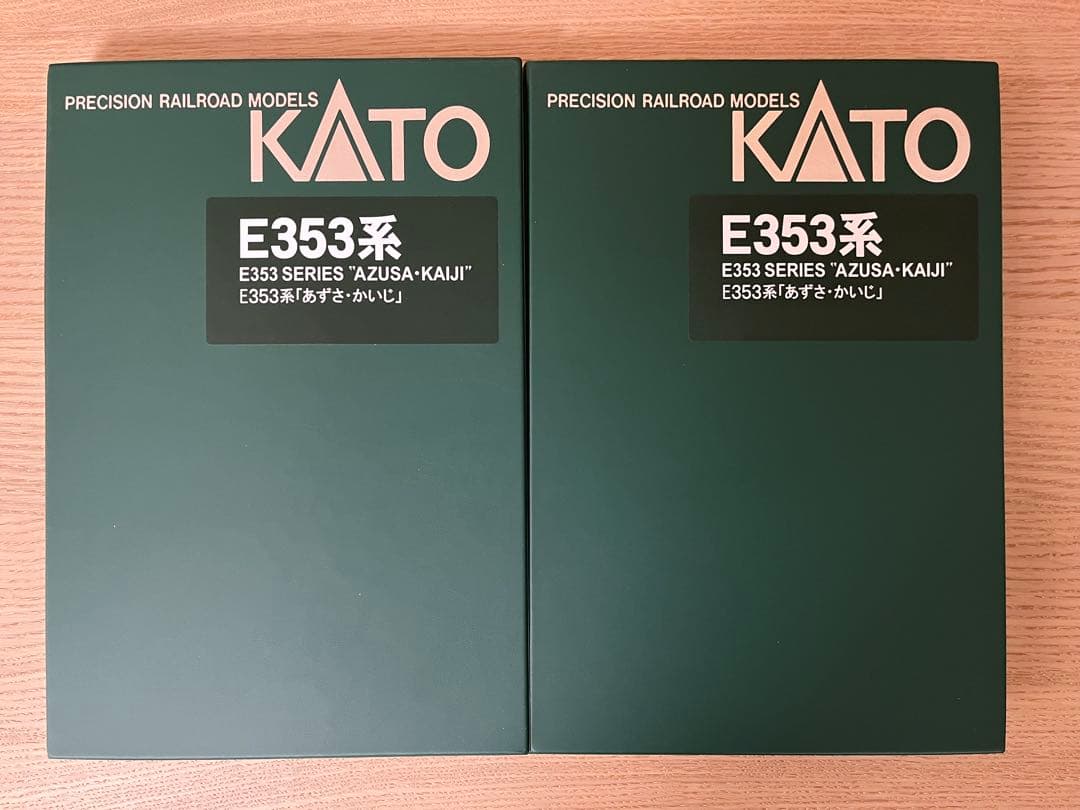 PRECISION RAILROAD MODELS
KATO
E353系
E353 SERIES "AZUSA・KAIJI"
E353系「あずさ・かいじ」
PRECISION RAILROAD MODELS
KATO
E353系
E353 SERIES "AZUSA・KAIJI"
E353系「あずさ・かいじ」